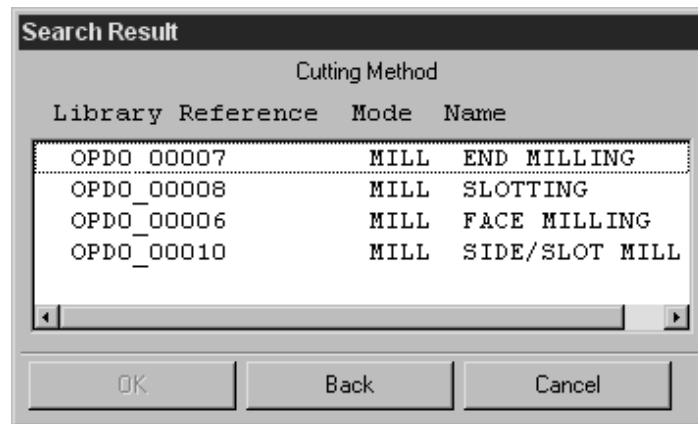 Search Result
Cutting Method
Library Reference Mode Name
OPD0_00007 MILL END MILLING
OPD0_00008 MILL SLOTTING
OPD0_00006 MILL FACE MILLING
OPD0_00010 MILL SIDE/SLOT MILL
OK Back Cancel